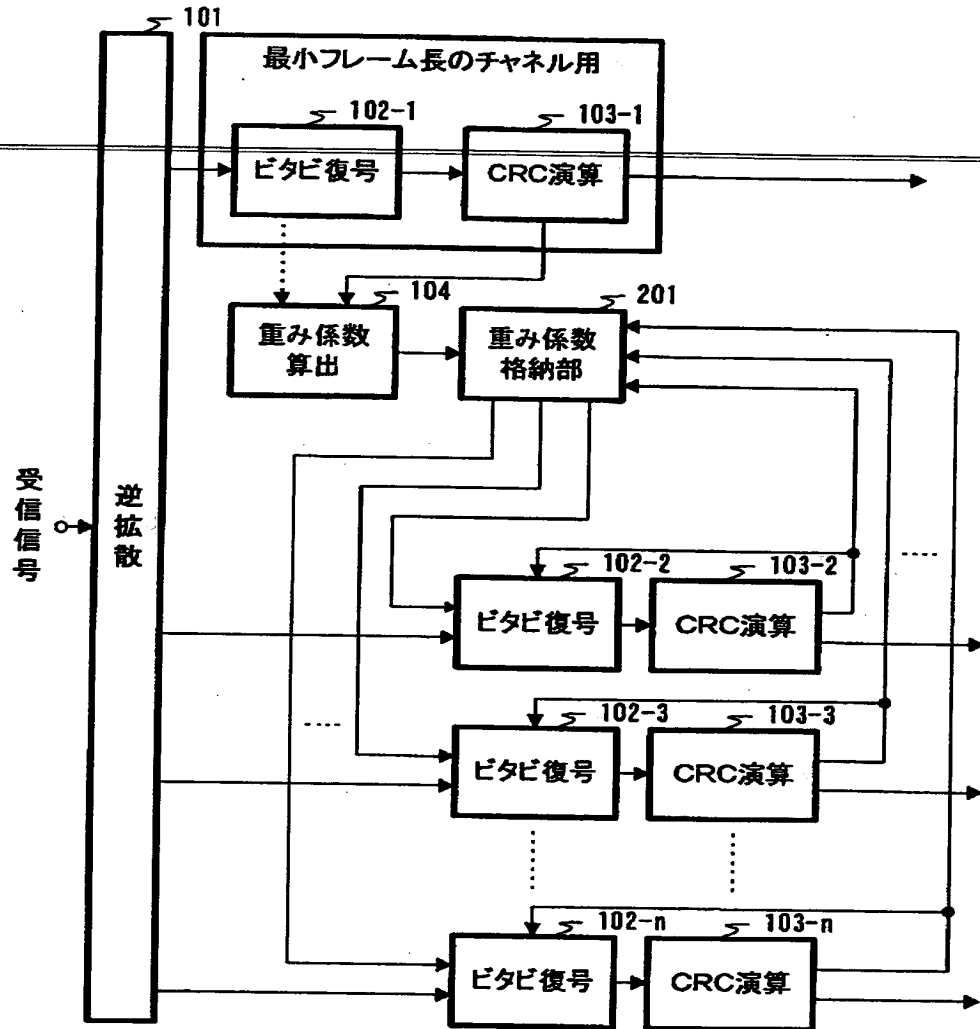 101
最小フレーム長のチャネル用
102-1
103-1
ビタビ復号
CRC演算
104
201
重み係数
算出
重み係数
格納部
受信信号
逆拡散
102-2
103-2
ビタビ復号
CRC演算
102-3
103-3
ビタビ復号
CRC演算
102-n
103-n
ビタビ復号
CRC演算